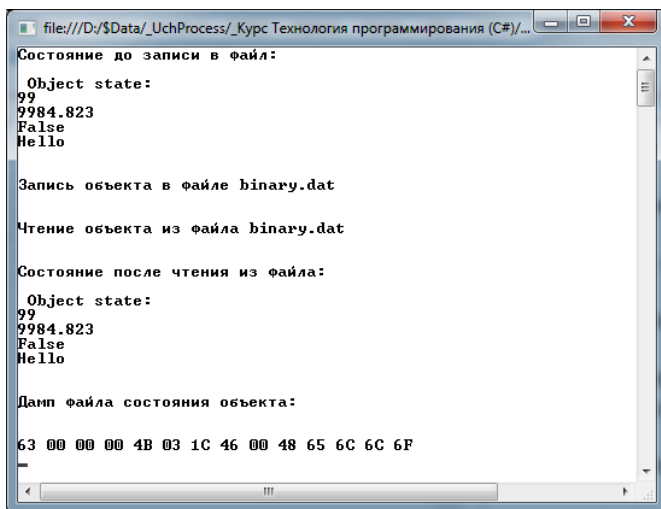 file:///D:/$Data/_UchProcess/_Курс Технология программирования (C#)/...
Состояние до записи в файл:
Object state:
99
9984.823
False
Hello
Запись объекта в файле binary.dat
Чтение объекта из файла binary.dat
Состояние после чтения из файла:
Object state:
99
9984.823
False
Hello
Дамп файла состояния объекта:
63 00 00 00 4B 03 1C 46 00 48 65 6C 6C 6F